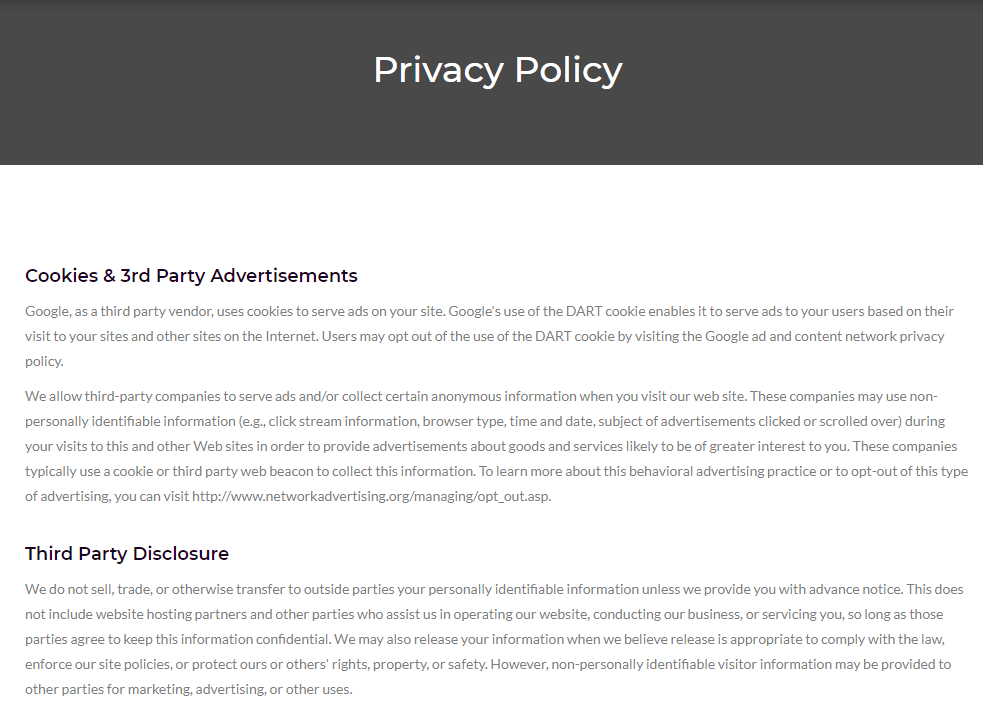 Privacy Policy
Cookies & 3rd Party Advertisements
Google, as a third party vendor, uses cookies to serve ads on your site. Google's use of the DART cookie enables it to serve ads to your users based on their
visit to your sites and other sites on the Internet. Users may opt out of the use of the DART cookie by visiting the Google ad and content network privacy
policy.
We allow third-party companies to serve ads and/or collect certain anonymous information when you visit our web site. These companies may use non-
personally identifiable information (e.g., click stream information, browser type, time and date, subject of advertisements clicked or scrolled over) during
your visits to this and other Web sites in order to provide advertisements about goods and services likely to be of greater interest to you. These companies
typically use a cookie or third party web beacon to collect this information. To learn more about this behavioral advertising practice or to opt-out of this type
of advertising, you can visit http://www.networkadvertising.org/managing/opt_out.asp.
Third Party Disclosure
We do not sell, trade, or otherwise transfer to outside parties your personally identifiable information unless we provide you with advance notice. This does
not include website hosting partners and other parties who assist us in operating our website, conducting our business, or servicing you, so long as those
parties agree to keep this information confidential. We may also release your information when we believe release is appropriate to comply with the law,
enforce our site policies, or protect ours or others' rights, property, or safety. However, non-personally identifiable visitor information may be provided to
other parties for marketing, advertising, or other uses.